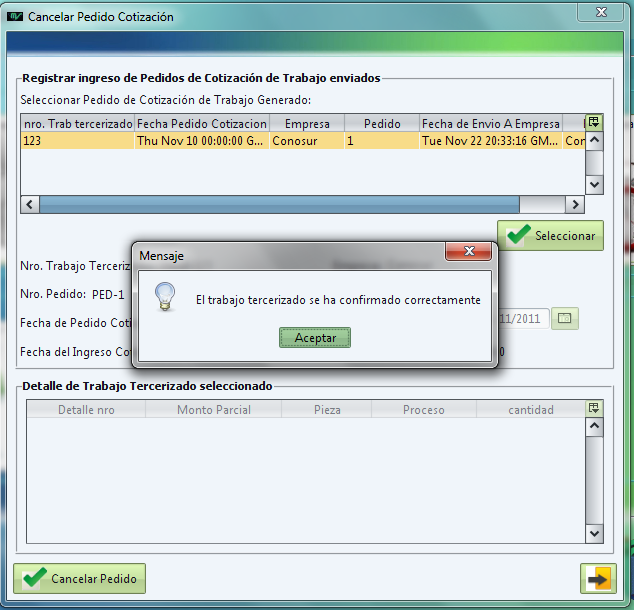 Cancelar Pedido Cotización
Registrar ingreso de Pedidos de Cotización de Trabajo enviados
Seleccionar Pedido de Cotización de Trabajo Generado:
nro. Trab tercerizado Fecha Pedido Cotizacion Empresa Pedido Fecha de Envio A Empresa
123 Thu Nov 10 00:00:00 G... Conosur 1 Tue Nov 22 20:33:16 GM... Con
Seleccionar
Mensaje
Nro. Trabajo Terceriz
El trabajo tercerizado se ha confirmado correctamente
Nro. Pedido: PED-1
Fecha de Pedido Coti
11/2011
Aceptar
Fecha del Ingreso Co
0
Detalle de Trabajo Tercerizado seleccionado
Detalle nro Monto Parcial Pieza Proceso cantidad
Cancelar Pedido